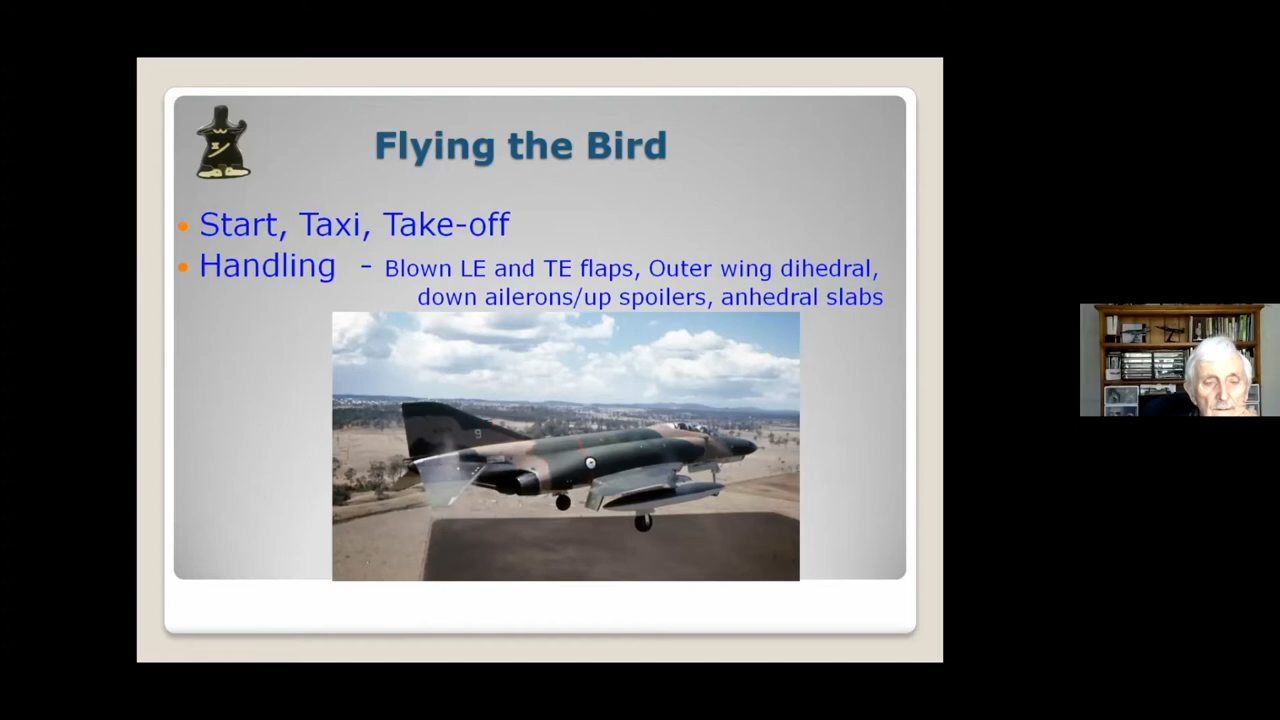 Flying the Bird
• Start, Taxi, Take-off
• Handling - Blown LE and TE flaps, Outer wing dihedral,
down ailerons/up spoilers, anhedral slabs